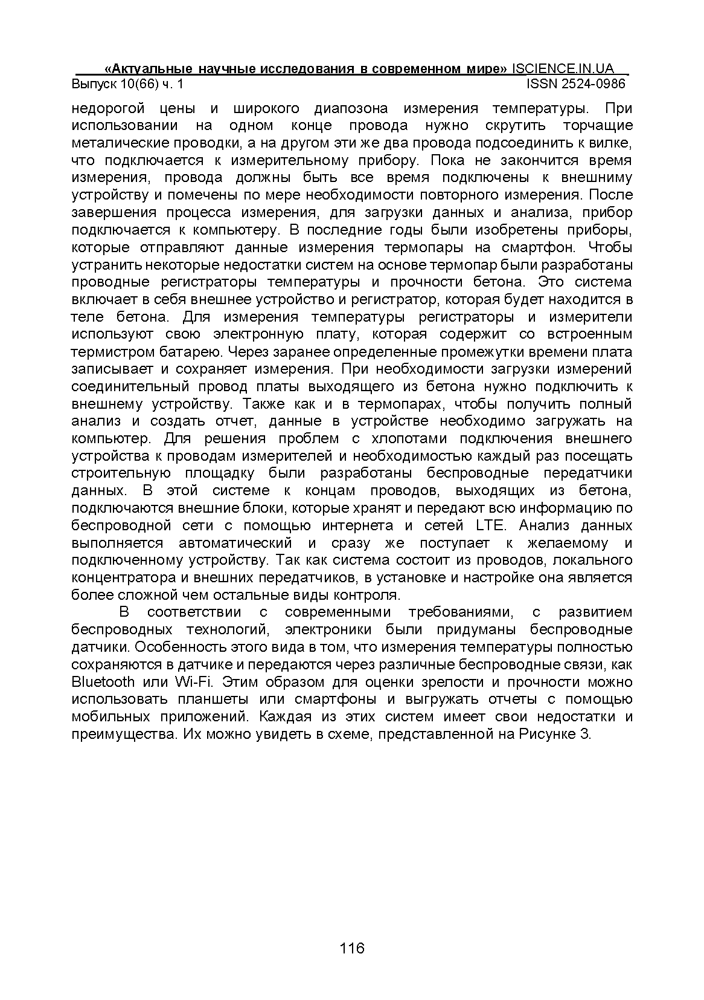 «Актуальные научные исследования в современном мире» ISCIENCE.IN.UA
Выпуск 10(66) ч. 1 ISSN 2524-0986
недорогой цены и широкого диапозона измерения температуры. При
использовании на одном конце провода нужно скрутить торчащие
металические проводки, а на другом эти же два провода подсоединить к вилке,
что подключается к измерительному прибору. Пока не закончится время
измерения, провода должны быть все время подключены к внешниму
устройству и помечены по мере необходимости повторного измерения. После
завершения процесса измерения, для загрузки данных и анализа, прибор
подключается к компьютеру. В последние годы были изобретены приборы,
которые отправляют данные измерения термопары на смартфон. Чтобы
устранить некоторые недостатки систем на основе термопар были разработаны
проводные регистраторы температуры и прочности бетона. Это система
включает в себя внешнее устройство и регистратор, которая будет находится в
теле бетона. Для измерения температуры регистраторы и измерители
используют свою электронную плату, которая содержит со встроенным
термистром батарею. Через заранее определенные промежутки времени плата
записывает и сохраняет измерения. При необходимости загрузки измерений
соединительный провод платы выходящего из бетона нужно подключить к
внешнему устройству. Также как и в термопарах, чтобы получить полный
анализ и создать отчет, данные в устройстве необходимо загружать на
компьютер. Для решения проблем с хлопотами подключения внешнего
устройства к проводам измерителей и необходимостью каждый раз посещать
строительную площадку были разработаны беспроводные передатчики
данных. В этой системе к концам проводов, выходящих из бетона,
подключаются внешние блоки, которые хранят и передают всю информацию по
беспроводной сети с помощью интернета и сетей LTE. Анализ данных
выполняется автоматический и сразу же поступает к желаемому и
подключенному устройству. Так как система состоит из проводов, локального
концентратора и внешних передатчиков, в установке и настройке она является
более сложной чем остальные виды контроля.
В соответствии с современными требованиями, с развитием
беспроводных технологий, электроники были придуманы беспроводные
датчики. Особенность этого вида в том, что измерения температуры полностью
сохраняются в датчике и передаются через различные беспроводные связи, как
Bluetooth или Wi-Fi. Этим образом для оценки зрелости и прочности можно
использовать планшеты или смартфоны и выгружать отчеты с помощью
мобильных приложений. Каждая из этих систем имеет свои недостатки и
преимущества. Их можно увидеть в схеме, представленной на Рисунке 3.
116